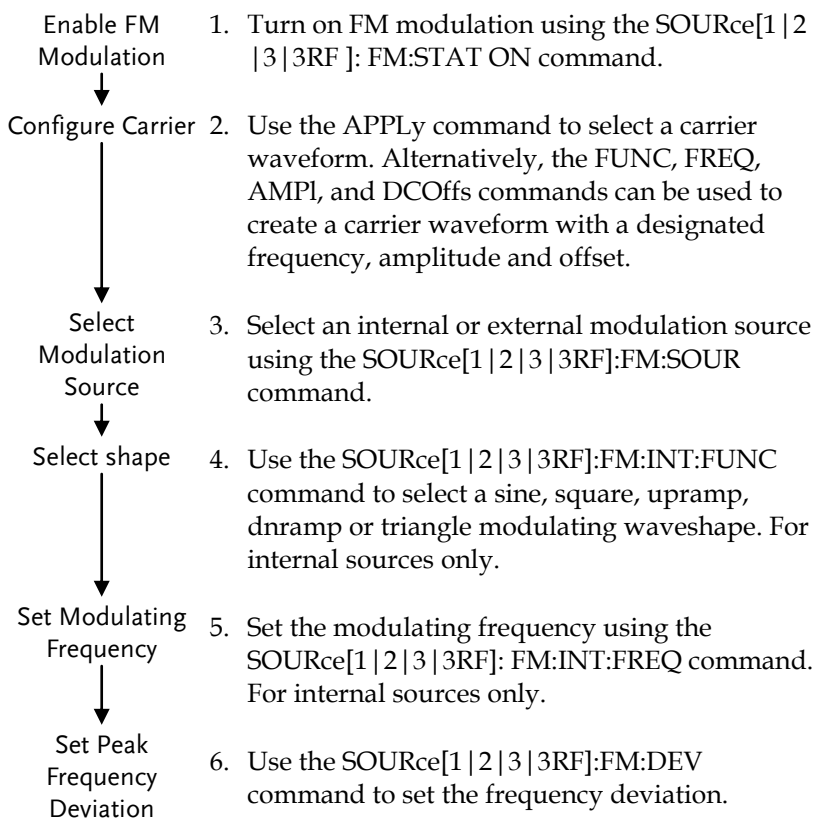 Enable FM
Modulation
1. Turn on FM modulation using the SOURce[1|2
|3|3RF ]: FM:STAT ON command.
Configure Carrier
2. Use the APPLy command to select a carrier
waveform. Alternatively, the FUNC, FREQ,
AMPl, and DCOffs commands can be used to
create a carrier waveform with a designated
frequency, amplitude and offset.
Select
Modulation
Source
3. Select an internal or external modulation source
using the SOURce[1|2|3|3RF]:FM:SOUR
command.
Select shape
4. Use the SOURce[1|2|3|3RF]:FM:INT:FUNC
command to select a sine, square, upramp,
dnramp or triangle modulating waveshape. For
internal sources only.
Set Modulating
Frequency
5. Set the modulating frequency using the
SOURce[1|2|3|3RF]: FM:INT:FREQ command.
For internal sources only.
Set Peak
Frequency
Deviation
6. Use the SOURce[1|2|3|3RF]:FM:DEV
command to set the frequency deviation.